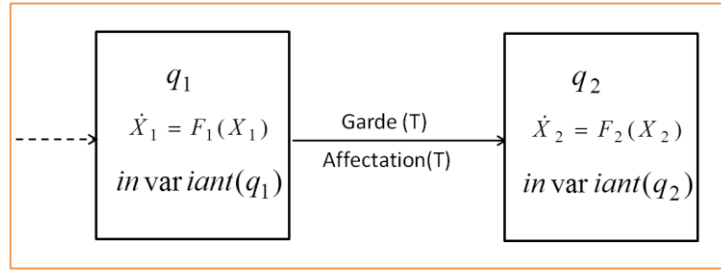 q₁
Ẋ₁ = F₁(X₁)
invariant(q₁)
Garde (T)
Affectation(T)
q₂
Ẋ₂ = F₂(X₂)
invariant(q₂)